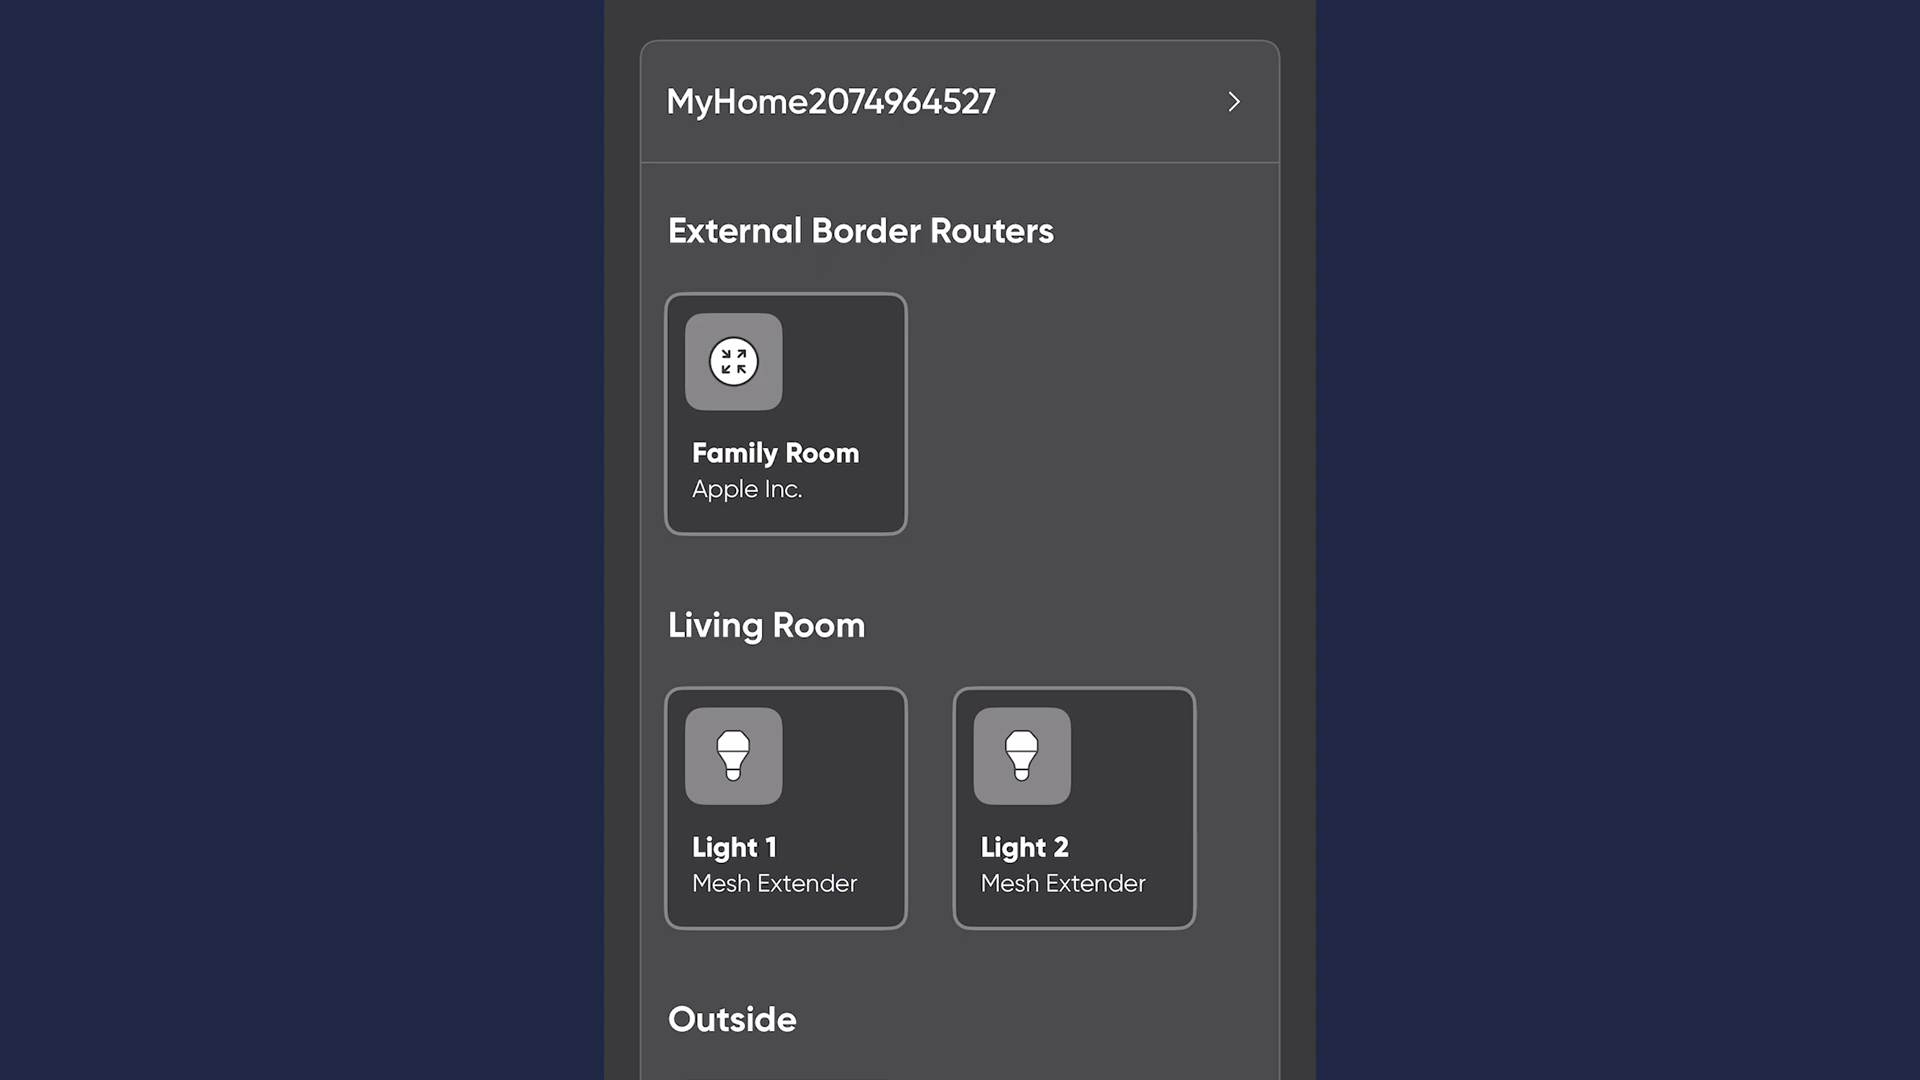 MyHome2074964527
External Border Routers
Family Room
Apple Inc.
Living Room
Light 1
Mesh Extender
Light 2
Mesh Extender
Outside